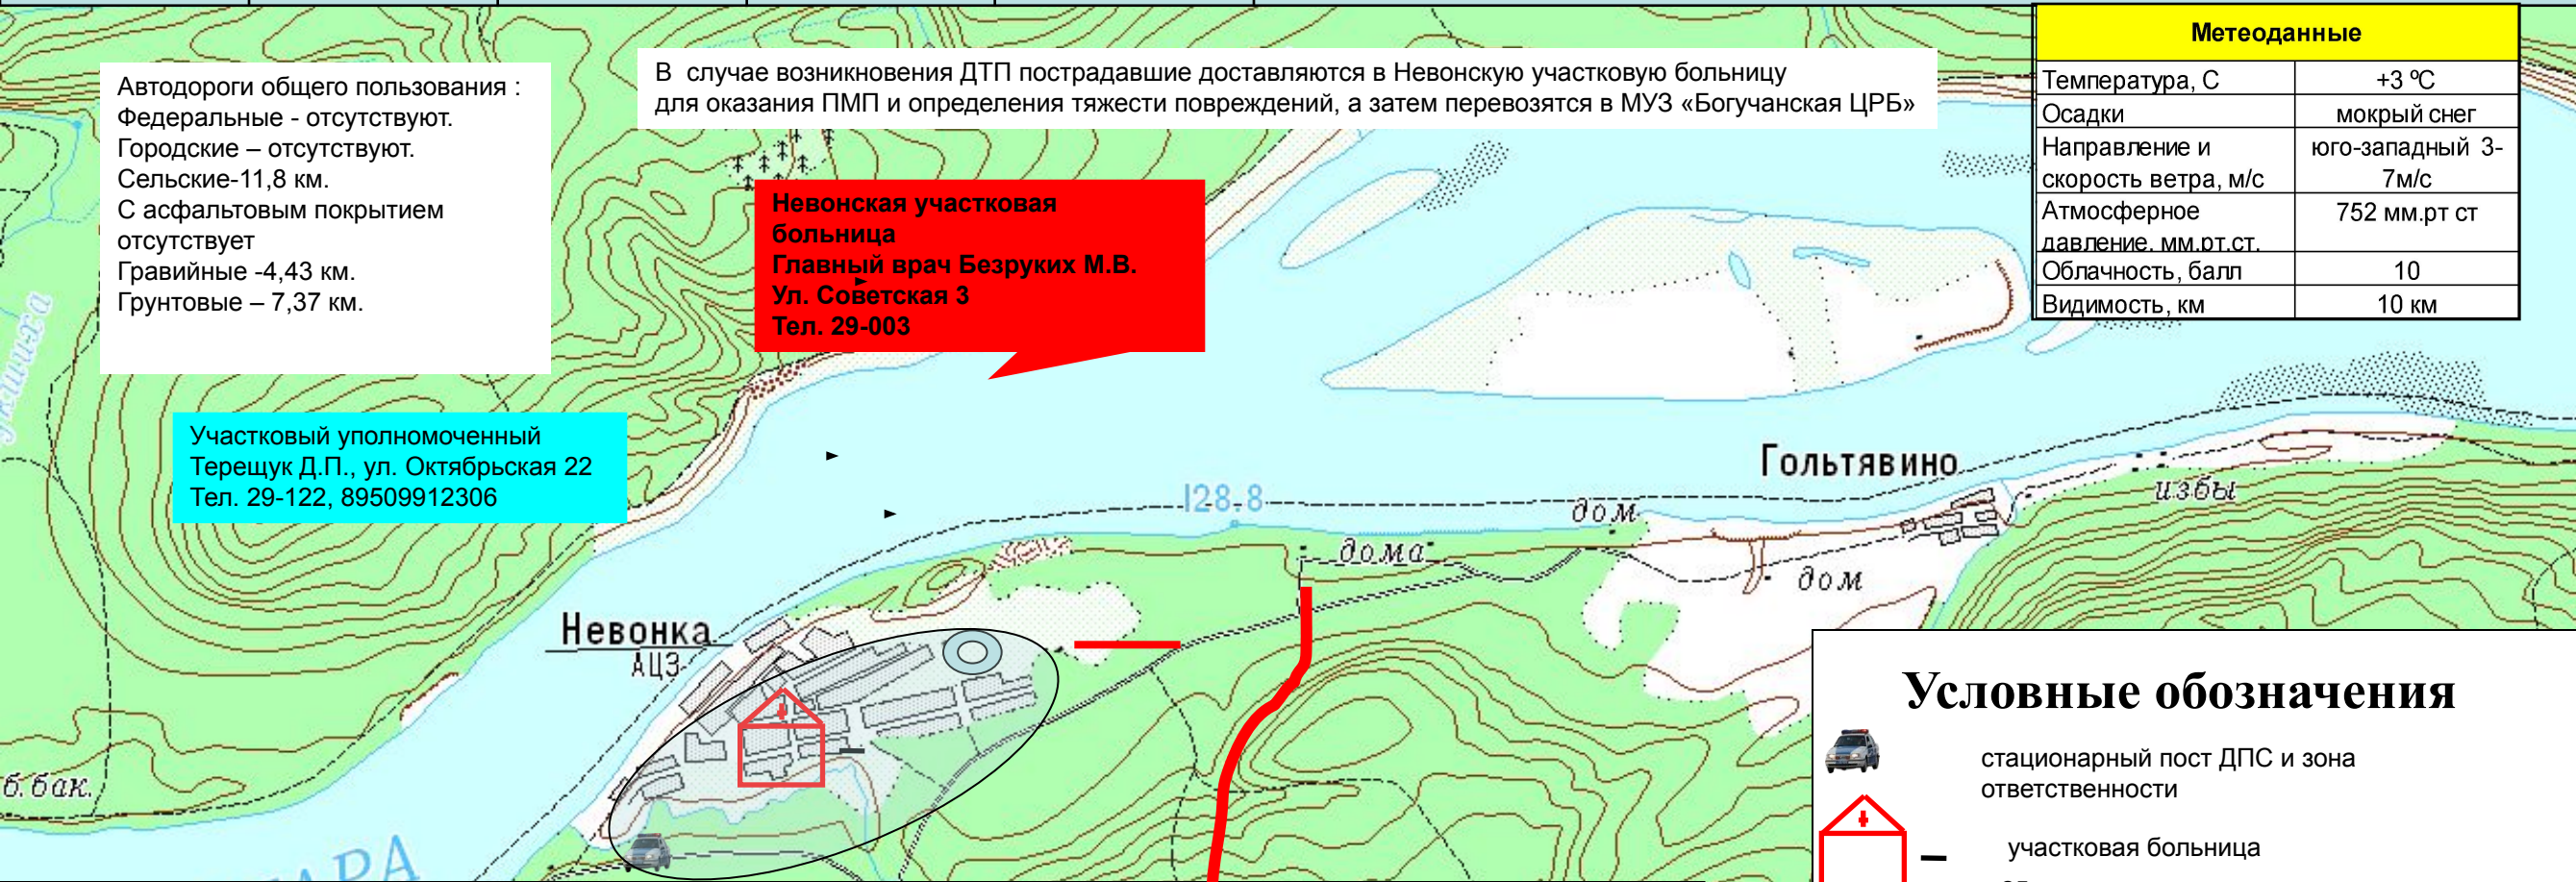 Автодороги общего пользования :
Федеральные - отсутствуют.
Городские – отсутствуют.
Сельские-11,8 км.
С асфальтовым покрытием
отсутствует
Гравийные -4,43 км.
Грунтовые – 7,37 км.
В случае возникновения ДТП пострадавшие доставляются в Невонскую участковую больницу
для оказания ПМП и определения тяжести повреждений, а затем перевозятся в МУЗ «Богучанская ЦРБ»
Метеоданные
Температура, С +3 ºС
Осадки мокрый снег
Направление и скорость ветра, м/с юго-западный 3-7м/с
Атмосферное давление, мм.рт.ст. 752 мм.рт ст
Облачность, балл 10
Видимость, км 10 км
Невонская участковая
больница
Главный врач Безруких М.В.
Ул. Советская 3
Тел. 29-003
Участковый уполномоченный
Терещук Д.П., ул. Октябрьская 22
Тел. 29-122, 89509912306
Гольтявино
избы
128.8
дом
дома
дом
Невонка
АЦЗ
б. бак.
Условные обозначения
стационарный пост ДПС и зона
ответственности
участковая больница